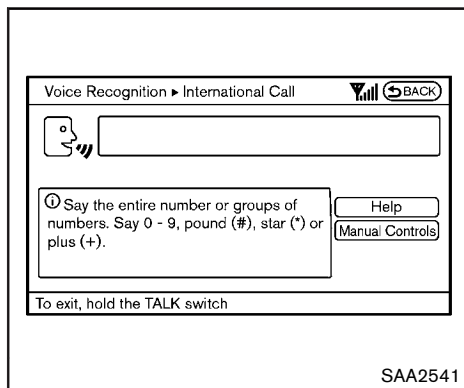 Voice Recognition ▸ International Call
BACK
ⓘ Say the entire number or groups of
numbers. Say 0 - 9, pound (#), star (*) or
plus (+).
Help
Manual Controls
To exit, hold the TALK switch
SAA2541